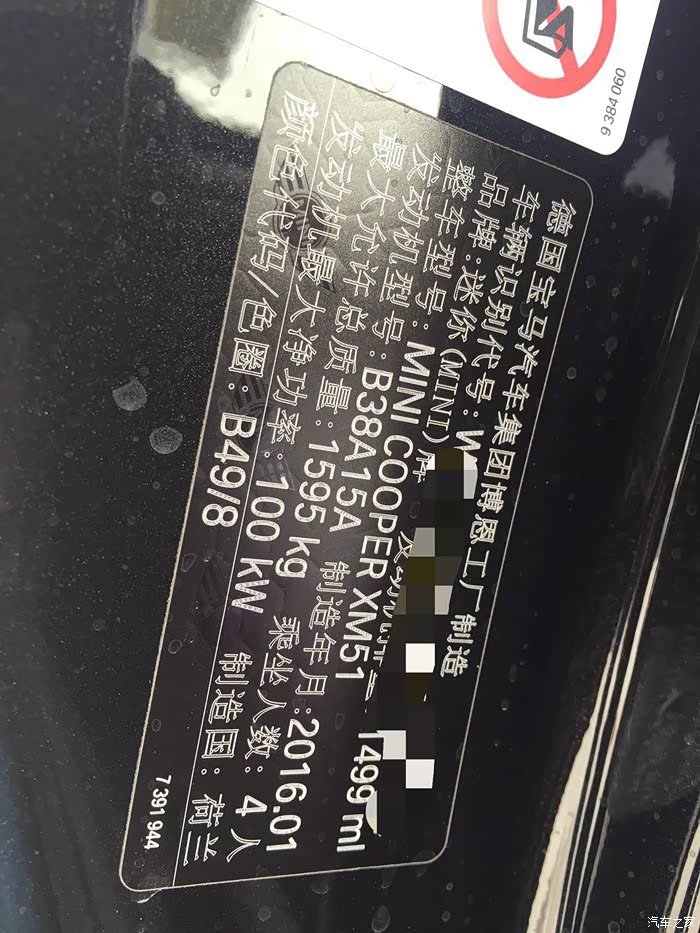 9 384 060
德国宝马汽车集团博恩工厂制造
车辆识别代号：W
品牌：迷你(MINI)牌
整车型号：MINI COOPER XM51
发动机型号：B38A15A 1499 ml
最大允许总质量：1595 kg 制造年月：2016.01
发动机最大净功率：100 kW 乘坐人数：4人
颜色代码/色圈：B49/8 制造国：荷兰
7 391 944
汽车之家